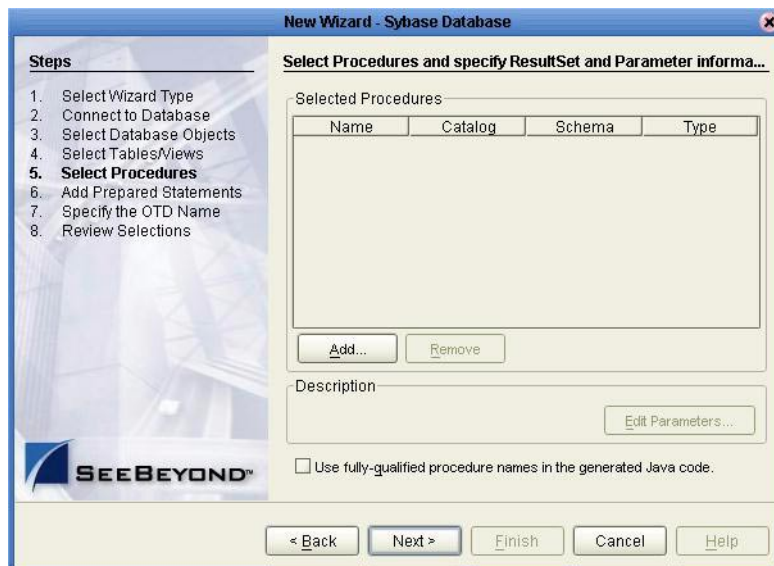 New Wizard - Sybase Database
Steps
1. Select Wizard Type
2. Connect to Database
3. Select Database Objects
4. Select Tables/Views
5. Select Procedures
6. Add Prepared Statements
7. Specify the OTD Name
8. Review Selections
SEEBEYOND™
Select Procedures and specify ResultSet and Parameter informa...
Selected Procedures
Name Catalog Schema Type
Add... Remove
Description
Edit Parameters...
Use fully-qualified procedure names in the generated Java code.
< Back Next > Finish Cancel Help